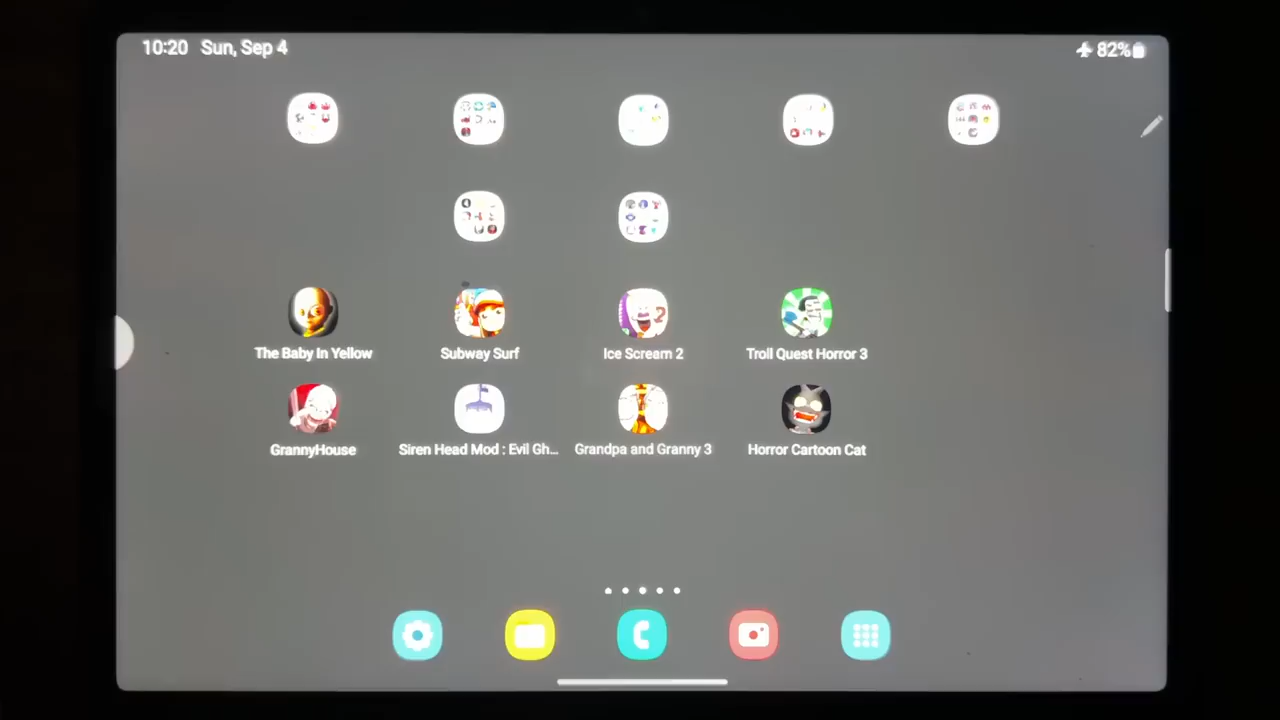 10:20 Sun, Sep 4 82%
The Baby In Yellow Subway Surf Ice Scream 2 Troll Quest Horror 3
GrannyHouse Siren Head Mod : Evil Gh... Grandpa and Granny 3 Horror Cartoon Cat